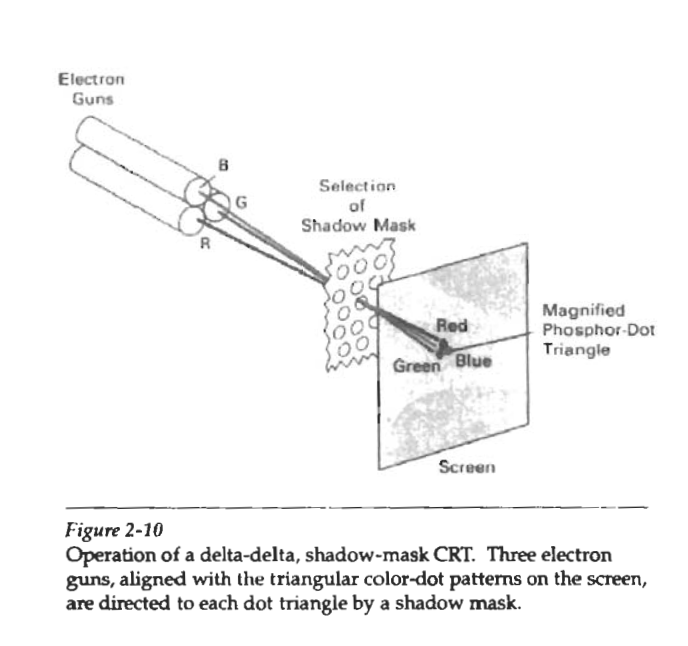 Electron
Guns
B
G
R
Selection
of
Shadow Mask
Red
Green
Blue
Magnified
Phosphor-Dot
Triangle
Screen
Figure 2-10
Operation of a delta-delta, shadow-mask CRT. Three electron
guns, aligned with the triangular color-dot patterns on the screen,
are directed to each dot triangle by a shadow mask.